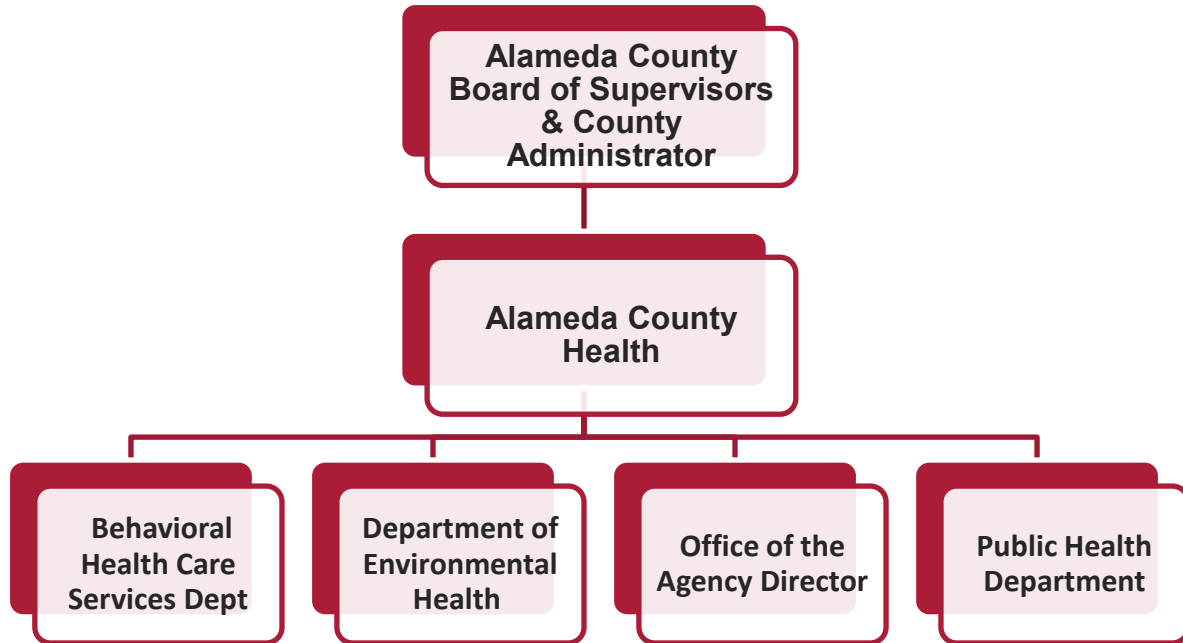 Alameda County
Board of Supervisors
& County
Administrator
Alameda County
Health
Behavioral
Health Care
Services Dept
Department of
Environmental
Health
Office of the
Agency Director
Public Health
Department